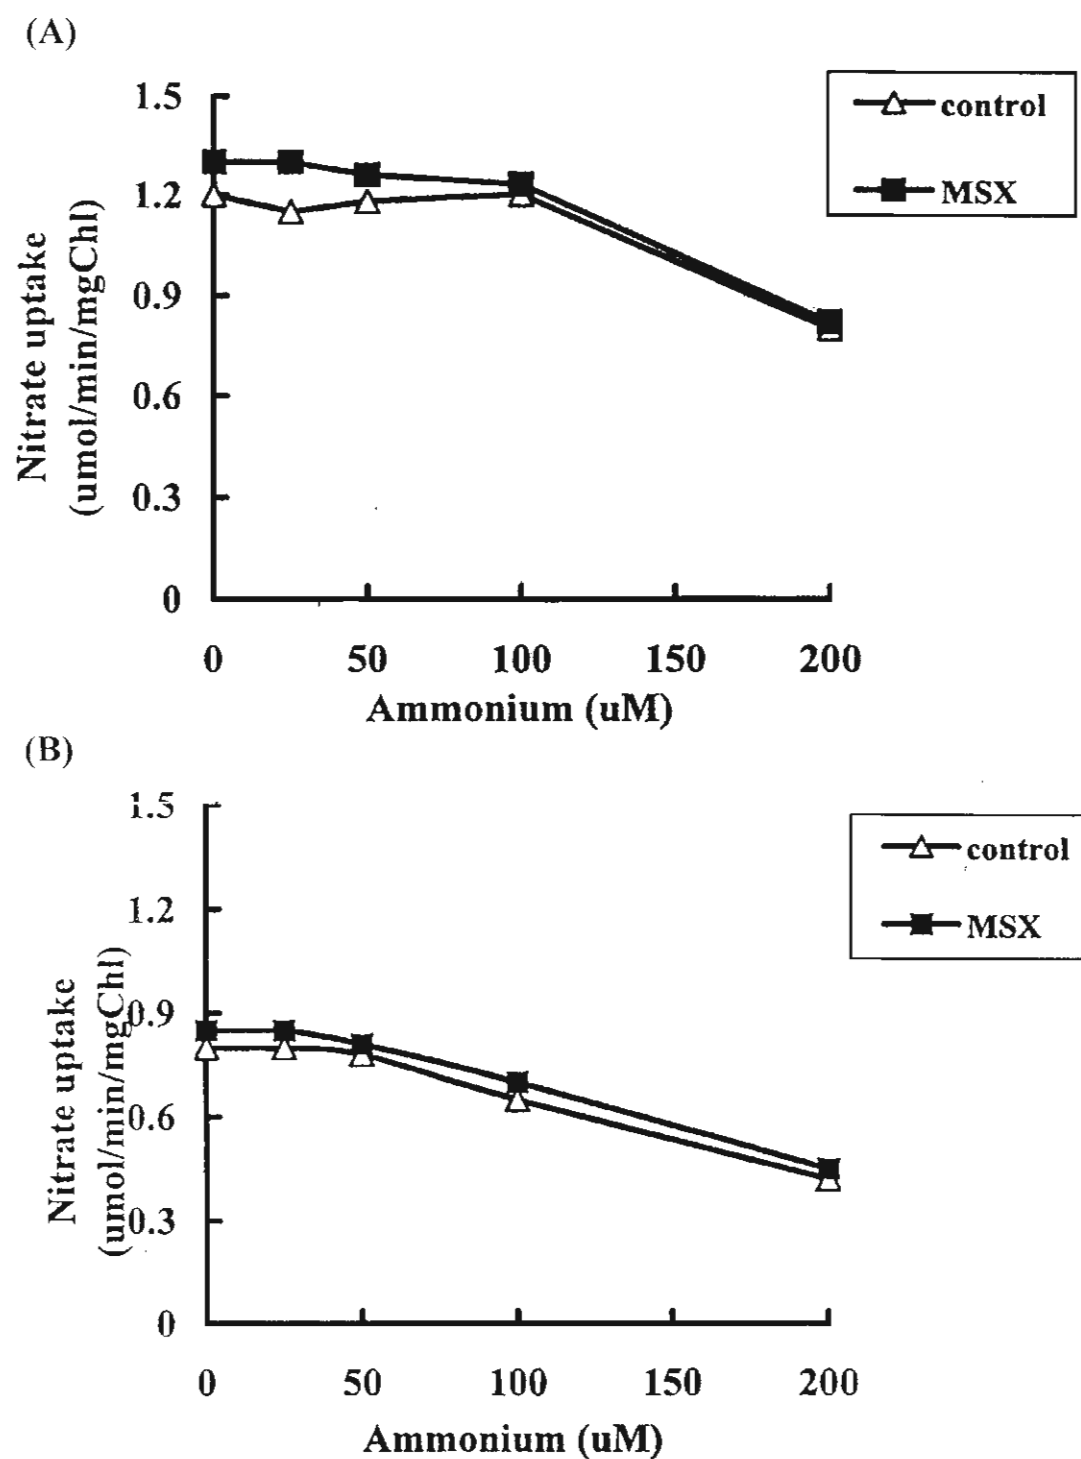 (A)
1.5
1.2
0.9
0.6
0.3
0
Nitrate uptake
(umol/min/mgChl)
control
MSX
0 50 100 150 200
Ammonium (uM)
(B)
1.5
1.2
0.9
0.6
0.3
0
Nitrate uptake
(umol/min/mgChl)
control
MSX
0 50 100 150 200
Ammonium (uM)